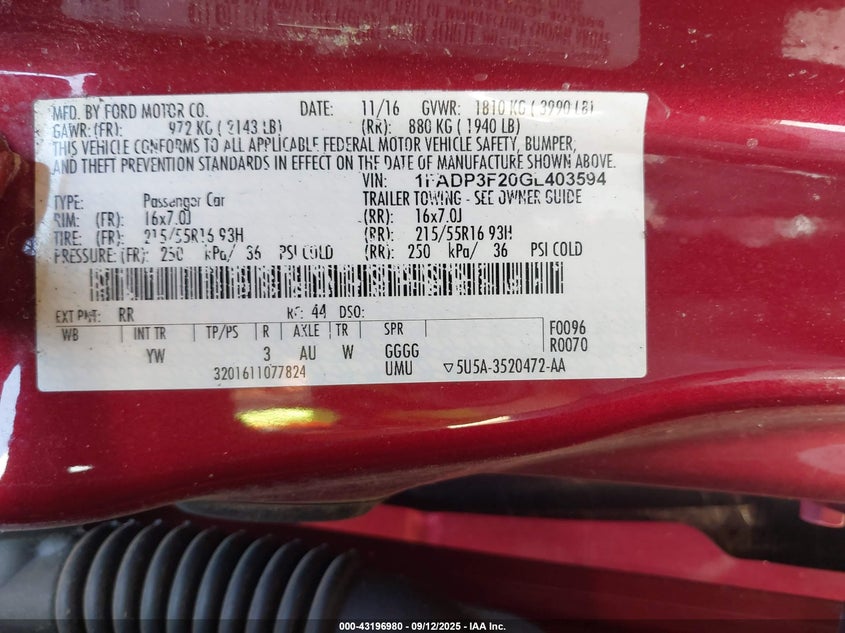 MFD. BY FORD MOTOR CO. DATE: 11/16 GVWR: 1810 KG ( 3990 LB)
GAWR: (FR): 972 KG ( 2143 LB) (RR): 880 KG ( 1940 LB)
THIS VEHICLE CONFORMS TO ALL APPLICABLE FEDERAL MOTOR VEHICLE SAFETY, BUMPER,
AND THEFT PREVENTION STANDARDS IN EFFECT ON THE DATE OF MANUFACTURE SHOWN ABOVE.
VIN: 1FADP3F20GL403594
TYPE: Passenger Car TRAILER TOWING - SEE OWNER GUIDE
RIM: (FR): 16x7.0J (RR): 16x7.0J
TIRE: (FR): 215/55R16 93H (RR): 215/55R16 93H
PRESSURE: (FR): 250 kPa/ 36 PSI COLD (RR): 250 kPa/ 36 PSI COLD
EXT PNT: RR RC: 44 DSO:
WB INT TR TP/PS R AXLE TR SPR F0096
YW 3 AU W GGGG R0070
3201611077824 UMU ▽5U5A-3520472-AA
000-43196980 - 09/12/2025 - IAA, Inc.